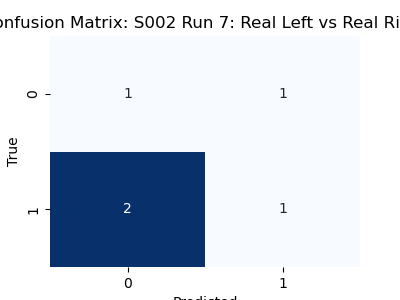 onfusion Matrix: S002 Run 7: Real Left vs Real Ri
0 1 1
True
1 2 1
0 1
Predicted